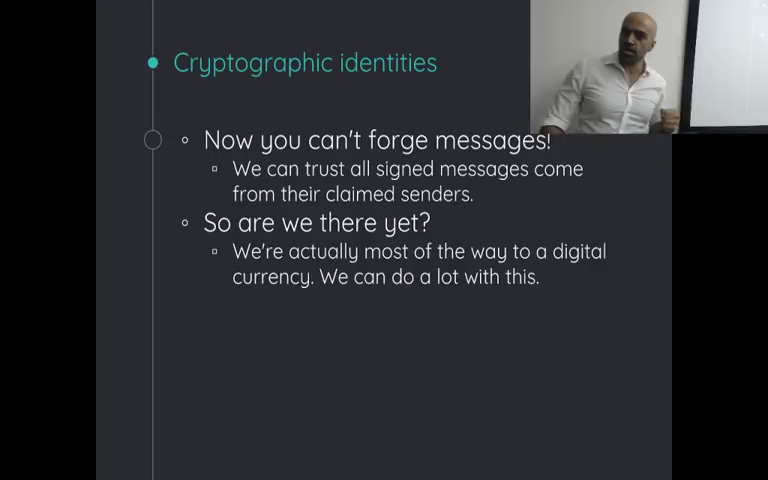 Cryptographic identities
Now you can't forge messages!
We can trust all signed messages come
from their claimed senders.
So are we there yet?
We're actually most of the way to a digital
currency. We can do a lot with this.